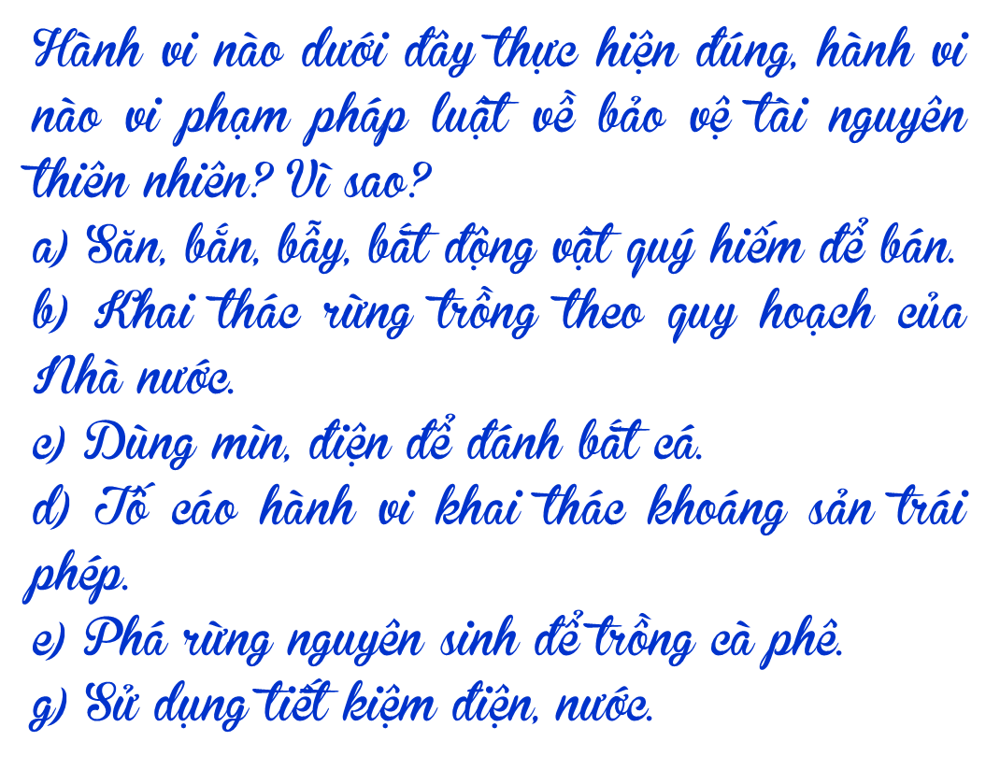 Hành vi nào dưới đây thực hiện đúng, hành vi
nào vi phạm pháp luật về bảo vệ tài nguyên
thiên nhiên? Vì sao?
a) Săn, bắn, bẫy, bắt động vật quý hiếm để bán.
b) Khai thác rừng trồng theo quy hoạch của
Nhà nước.
c) Dùng mìn, điện để đánh bắt cá.
d) Tố cáo hành vi khai thác khoáng sản trái
phép.
e) Phá rừng nguyên sinh để trồng cà phê.
g) Sử dụng tiết kiệm điện, nước.